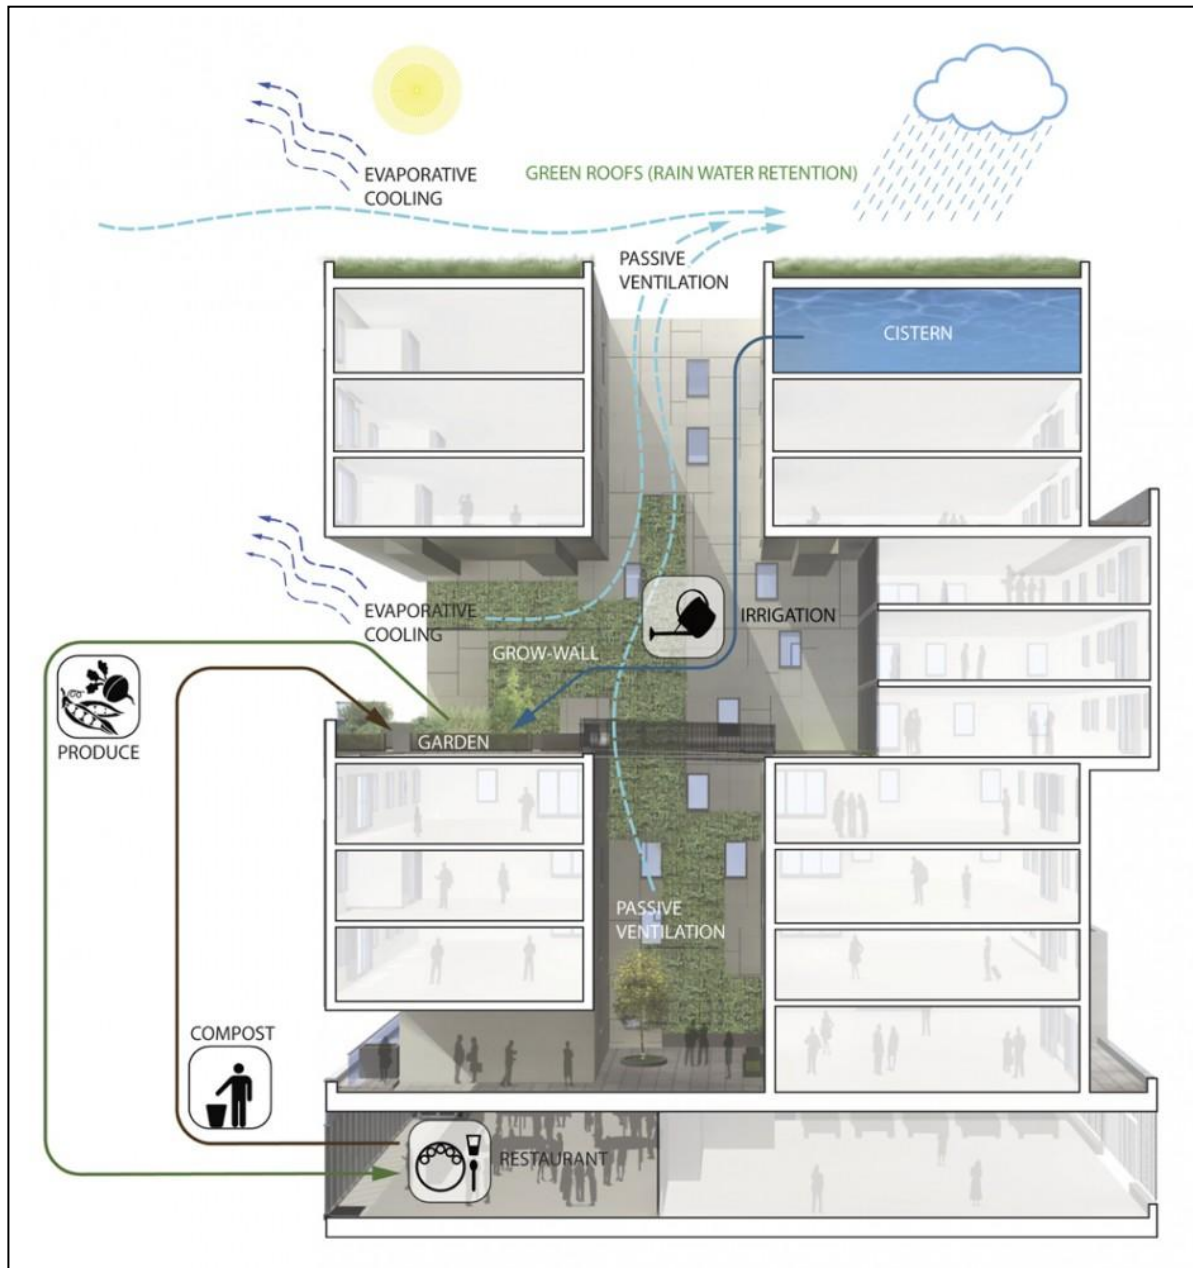 EVAPORATIVE
COOLING
GREEN ROOFS (RAIN WATER RETENTION)
PASSIVE
VENTILATION
CISTERN
EVAPORATIVE
COOLING
IRRIGATION
GROW-WALL
PRODUCE
GARDEN
PASSIVE
VENTILATION
COMPOST
RESTAURANT